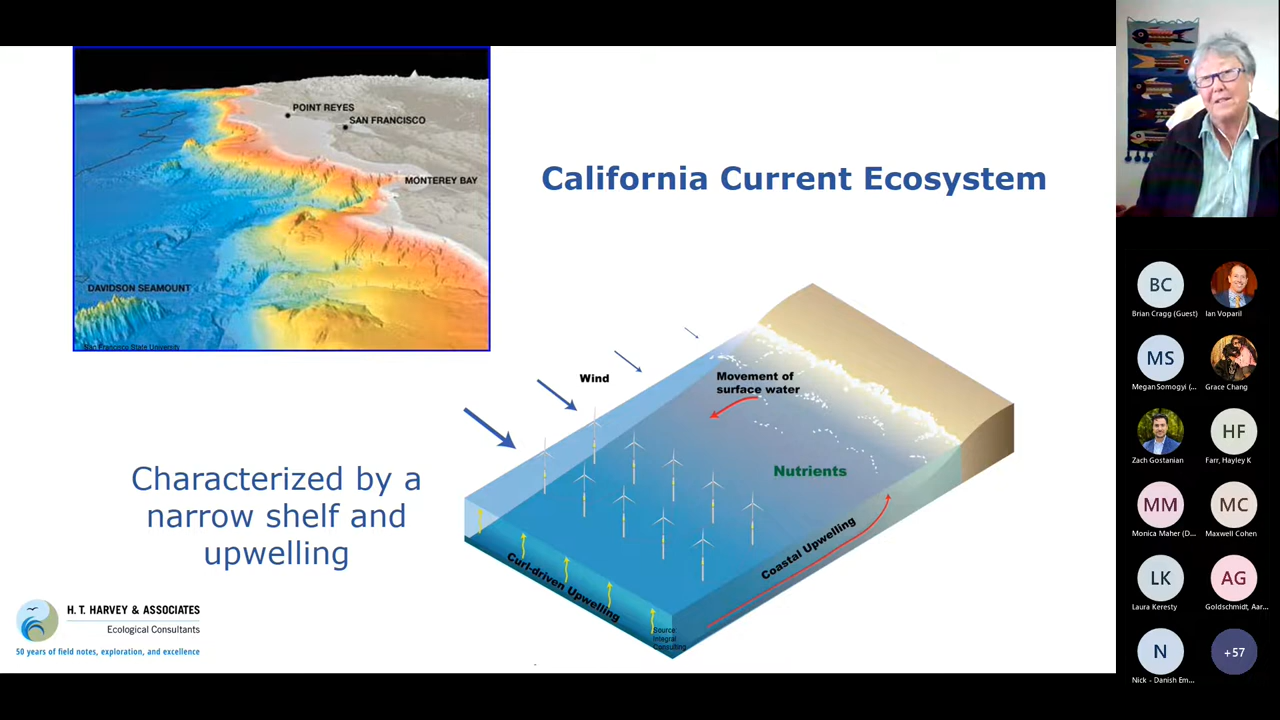 POINT REYES
SAN FRANCISCO
MONTEREY BAY
DAVIDSON SEAMOUNT
San Francisco State University
California Current Ecosystem
Wind
Movement of
surface water
Nutrients
Coastal Upwelling
Curl-driven Upwelling
Source:
Integral
Consulting
Characterized by a
narrow shelf and
upwelling
H. T. HARVEY & ASSOCIATES
Ecological Consultants
50 years of field notes, exploration, and excellence
BC
Brian Cragg (Guest)
Ian Voparil
MS
Megan Somogyi (...
Grace Chang
Zach Gostanian
HF
Farr, Hayley K
MM
Monica Maher (D...
MC
Maxwell Cohen
LK
Laura Keresty
AG
Goldschmidt, Aar...
N
Nick - Danish Em...
+57